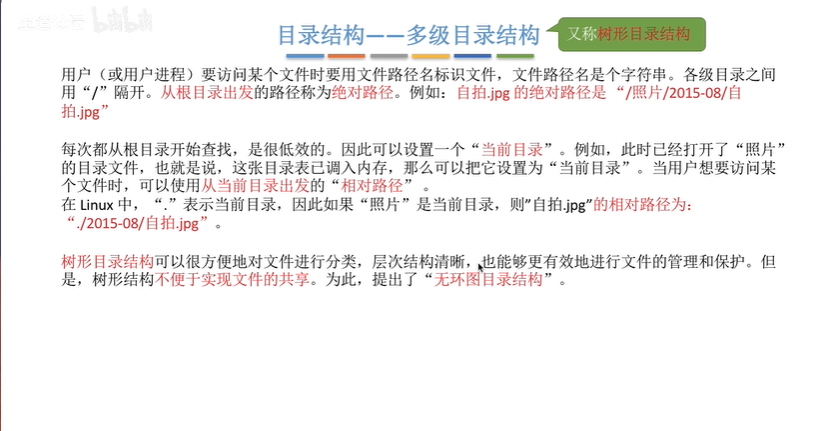 目录结构——多级目录结构
又称树形目录结构
用户（或用户进程）要访问某个文件时要用文件路径名标识文件，文件路径名是个字符串。各级目录之间
用“/”隔开。从根目录出发的路径称为绝对路径。例如：自拍.jpg 的绝对路径是 “/照片/2015-08/自
拍.jpg”
每次都从根目录开始查找，是很低效的。因此可以设置一个“当前目录”。例如，此时已经打开了“照片”
的目录文件，也就是说，这张目录表已调入内存，那么可以把它设置为“当前目录”。当用户想要访问某
个文件时，可以使用从当前目录出发的“相对路径” 。
在 Linux 中，“.”表示当前目录，因此如果“照片”是当前目录，则”自拍.jpg”的相对路径为：
“./2015-08/自拍.jpg”。
树形目录结构可以很方便地对文件进行分类，层次结构清晰，也能够更有效地进行文件的管理和保护。但
是，树形结构不便于实现文件的共享。为此，提出了“无环图目录结构”。